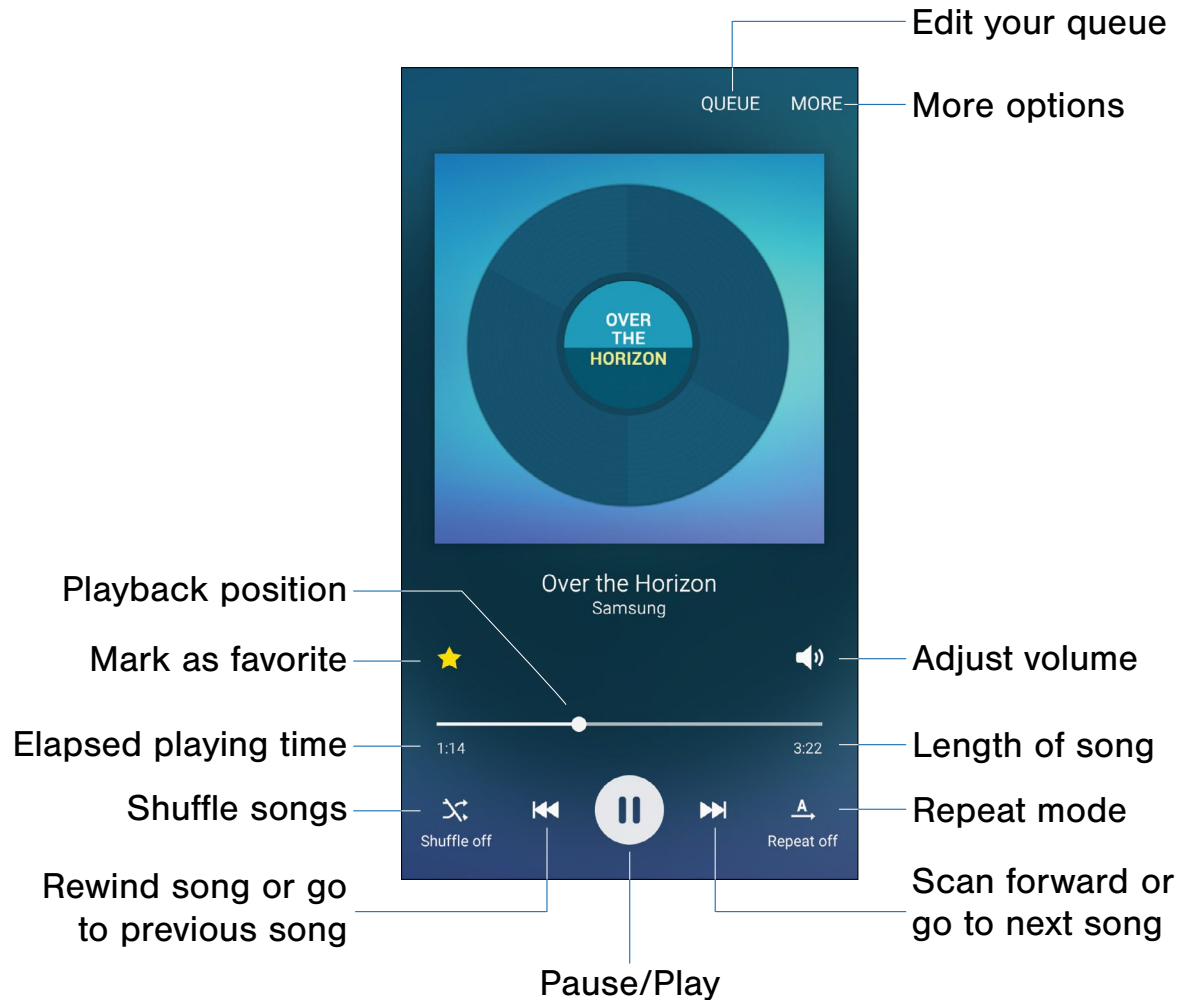 Edit your queue
QUEUE
MORE
More options
OVER
THE
HORIZON
Over the Horizon
Samsung
Playback position
Mark as favorite
Adjust volume
Elapsed playing time
1:14
3:22
Length of song
Shuffle songs
Shuffle off
A
Repeat off
Repeat mode
Rewind song or go
to previous song
Scan forward or
go to next song
Pause/Play